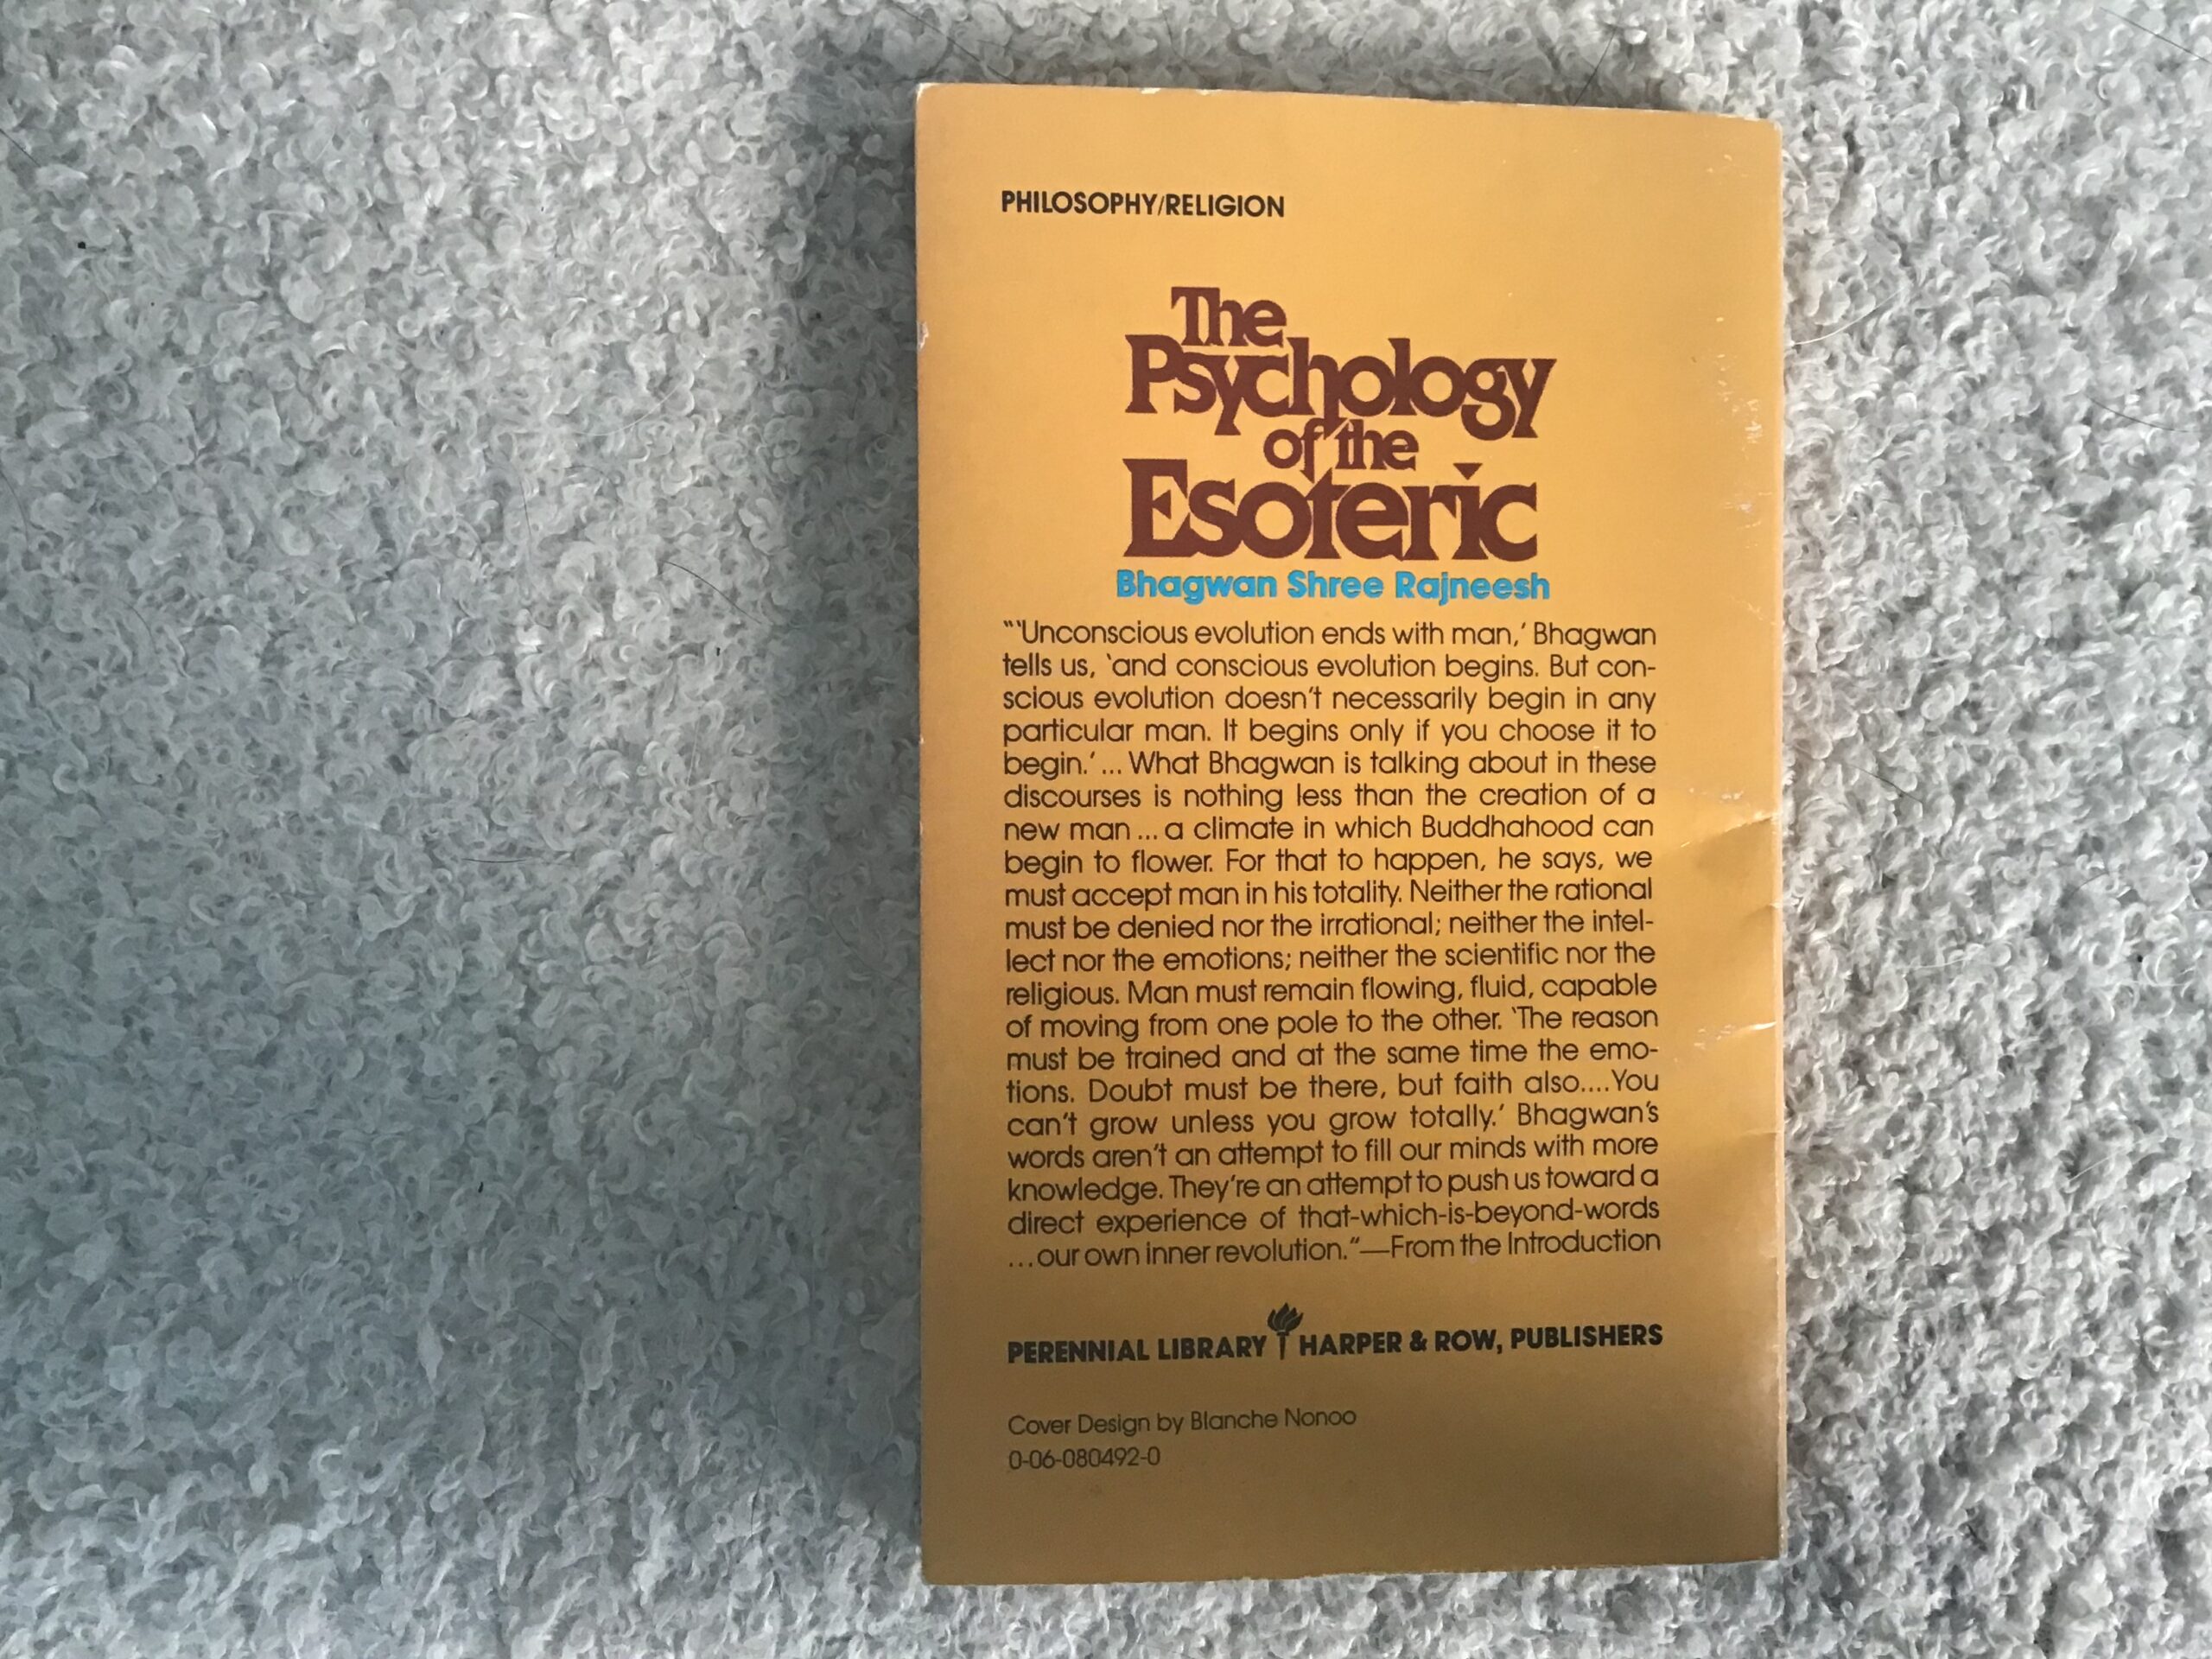 PHILOSOPHY/RELIGION
The
Psychology
of the
Esoteric
Bhagwan Shree Rajneesh
"'Unconscious evolution ends with man,' Bhagwan
tells us, 'and conscious evolution begins. But con-
scious evolution doesn't necessarily begin in any
particular man. It begins only if you choose it to
begin.' ... What Bhagwan is talking about in these
discourses is nothing less than the creation of a
new man ... a climate in which Buddhahood can
begin to flower. For that to happen, he says, we
must accept man in his totality. Neither the rational
must be denied nor the irrational; neither the intel-
lect nor the emotions; neither the scientific nor the
religious. Man must remain flowing, fluid, capable
of moving from one pole to the other. 'The reason
must be trained and at the same time the emo-
tions. Doubt must be there, but faith also....You
can't grow unless you grow totally.' Bhagwan's
words aren't an attempt to fill our minds with more
knowledge. They're an attempt to push us toward a
direct experience of that-which-is-beyond-words
...our own inner revolution."—From the Introduction
PERENNIAL LIBRARY HARPER & ROW, PUBLISHERS
Cover Design by Blanche Nonoo
0-06-080492-0